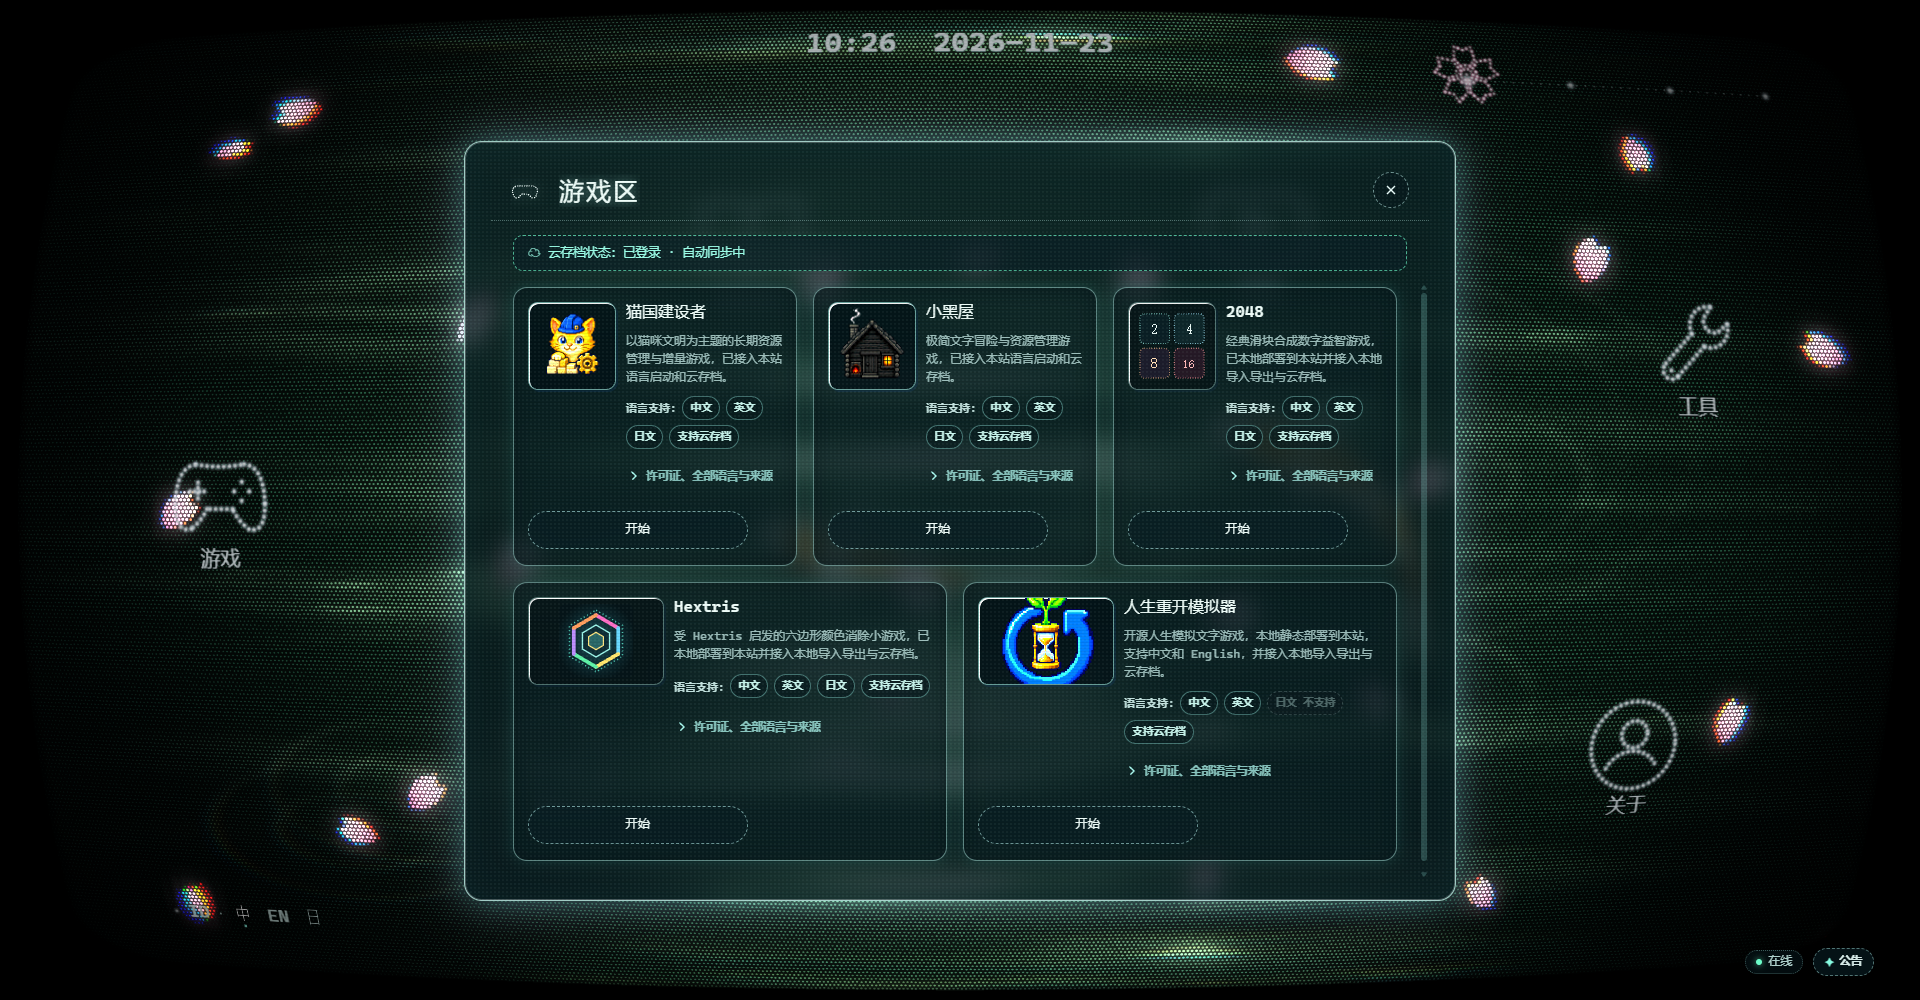 10:26 2026-11-23
游戏区
×
云存档状态：已登录 · 自动同步中
猫国建设者
以猫咪文明为主题的长期资源
管理与增量游戏，已接入本站
语言启动和云存档。
语言支持： 中文 英文
日文 支持云存档
许可证、全部语言与来源
开始
小黑屋
极简文字冒险与资源管理游
戏，已接入本站语言启动和云
存档。
语言支持： 中文 英文
日文 支持云存档
许可证、全部语言与来源
开始
2 4
8 16
2048
经典滑块合成数字益智游戏，
已本地部署到本站并接入本地
导入导出与云存档。
语言支持： 中文 英文
日文 支持云存档
许可证、全部语言与来源
开始
Hextris
受 Hextris 启发的六边形颜色消除小游戏，已
本地部署到本站并接入本地导入导出与云存档。
语言支持： 中文 英文 日文 支持云存档
许可证、全部语言与来源
开始
人生重开模拟器
开源人生模拟文字游戏，本地静态部署到本站，
支持中文和 English，并接入本地导入导出与
云存档。
语言支持： 中文 英文 日文 不支持
支持云存档
许可证、全部语言与来源
开始
游戏
工具
关于
中 EN 日
在线
公告